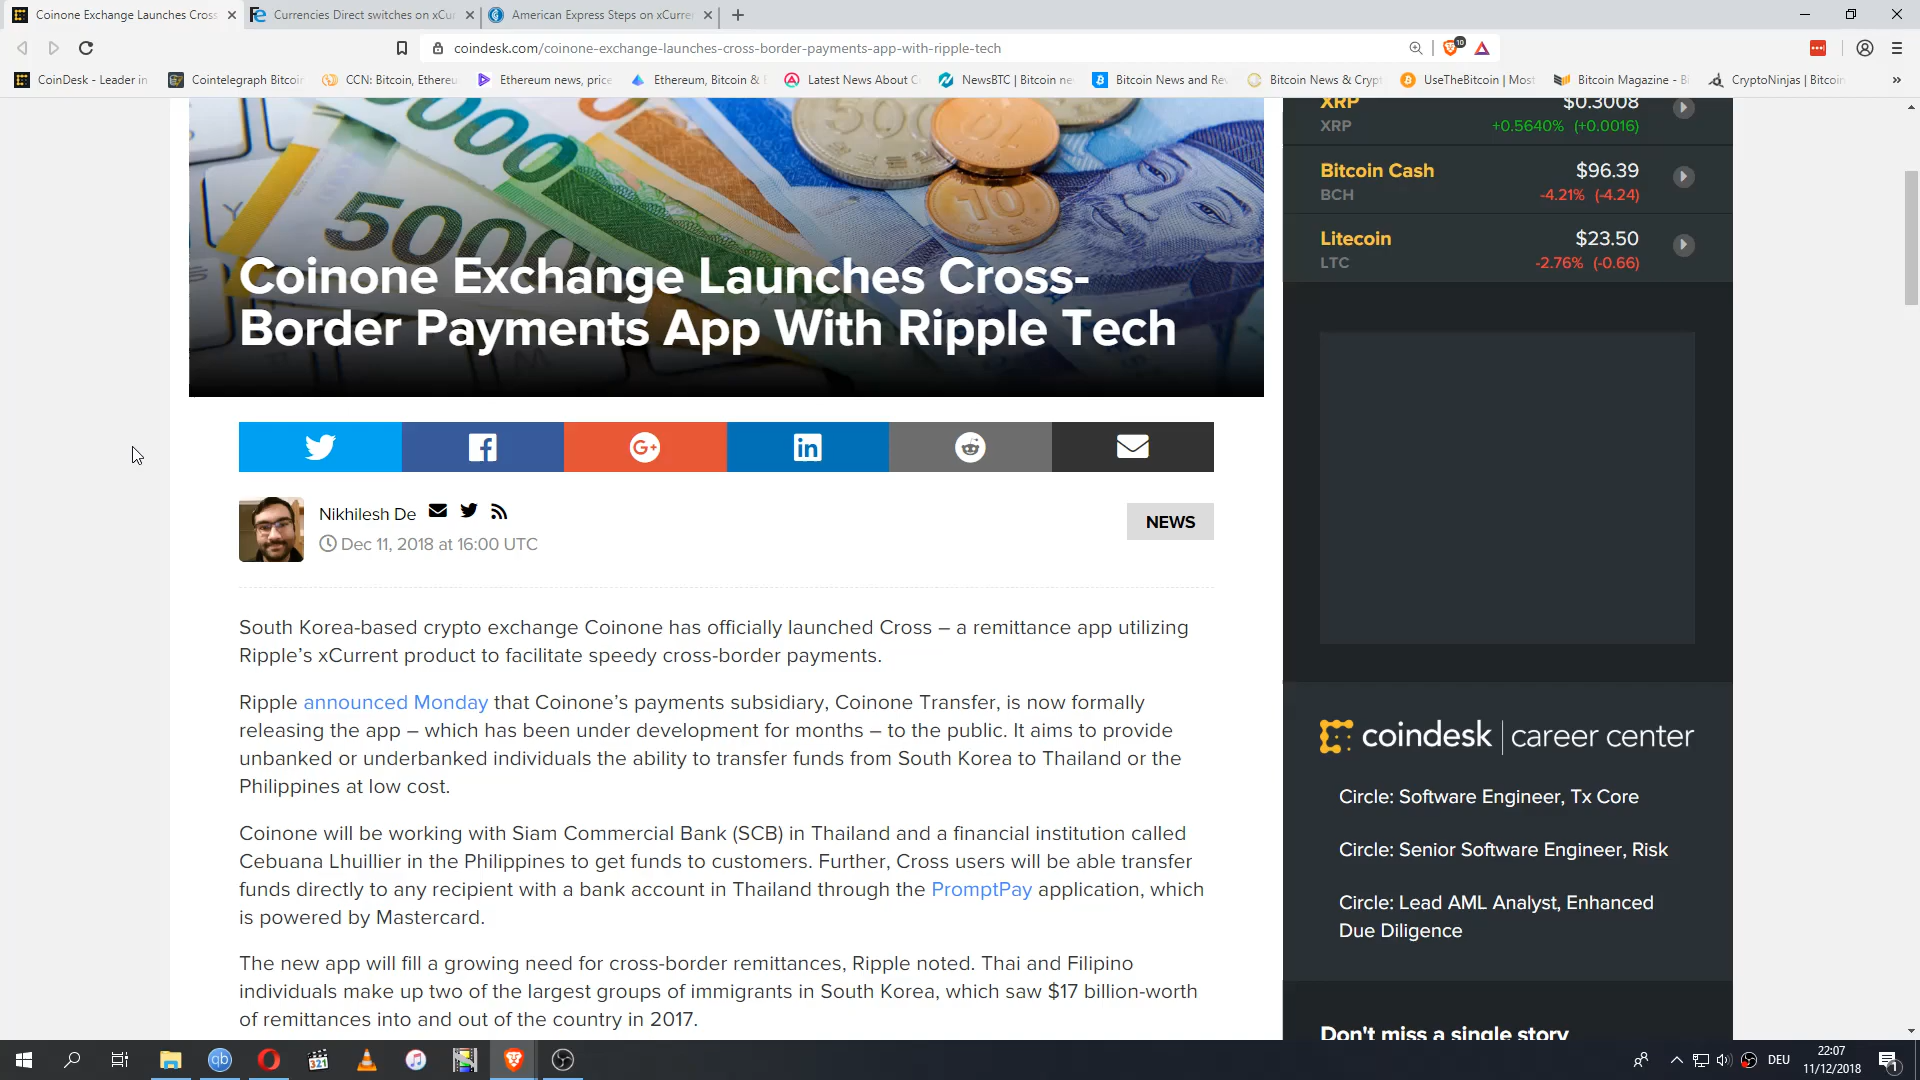 Coinone Exchange Launches Cross
Currencies Direct switches on xCur
American Express Steps on xCurre
coindesk.com/coinone-exchange-launches-cross-border-payments-app-with-ripple-tech
10
CoinDesk - Leader in
Cointelegraph Bitcoin
CCN: Bitcoin, Ethereu
Ethereum news, price
Ethereum, Bitcoin &
Latest News About C
NewsBTC | Bitcoin ne
Bitcoin News and Rev
Bitcoin News & Crypt
UseTheBitcoin | Most
Bitcoin Magazine - Bi
CryptoNinjas | Bitcoin
»
5000
10
Coinone Exchange Launches Cross-
Border Payments App With Ripple Tech
Nikhilesh De
Dec 11, 2018 at 16:00 UTC
NEWS
South Korea-based crypto exchange Coinone has officially launched Cross – a remittance app utilizing
Ripple's xCurrent product to facilitate speedy cross-border payments.
Ripple announced Monday that Coinone's payments subsidiary, Coinone Transfer, is now formally
releasing the app – which has been under development for months – to the public. It aims to provide
unbanked or underbanked individuals the ability to transfer funds from South Korea to Thailand or the
Philippines at low cost.
Coinone will be working with Siam Commercial Bank (SCB) in Thailand and a financial institution called
Cebuana Lhuillier in the Philippines to get funds to customers. Further, Cross users will be able transfer
funds directly to any recipient with a bank account in Thailand through the PromptPay application, which
is powered by Mastercard.
The new app will fill a growing need for cross-border remittances, Ripple noted. Thai and Filipino
individuals make up two of the largest groups of immigrants in South Korea, which saw $17 billion-worth
of remittances into and out of the country in 2017.
XRP $0.3008
XRP +0.5640% (+0.0016)
Bitcoin Cash $96.39
BCH -4.21% (-4.24)
Litecoin $23.50
LTC -2.76% (-0.66)
coindesk | career center
Circle: Software Engineer, Tx Core
Circle: Senior Software Engineer, Risk
Circle: Lead AML Analyst, Enhanced
Due Diligence
Don't miss a single story
qb
321
DEU
22:07
11/12/2018
1